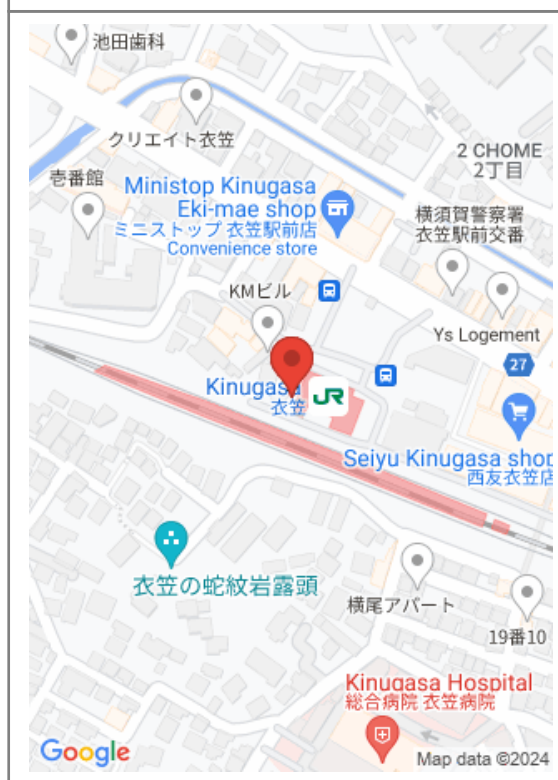 池田歯科
クリエイト衣笠
2 CHOME
2丁目
壱番館
Ministop Kinugasa
Eki-mae shop
ミニストップ 衣笠駅前店
Convenience store
横須賀警察署
衣笠駅前交番
KMビル
Ys Logement
27
Kinugasa
衣笠
JR
Seiyu Kinugasa shop
西友衣笠店
衣笠の蛇紋岩露頭
横尾アパート
19番10
Kinugasa Hospital
総合病院 衣笠病院
Google
Map data ©2024